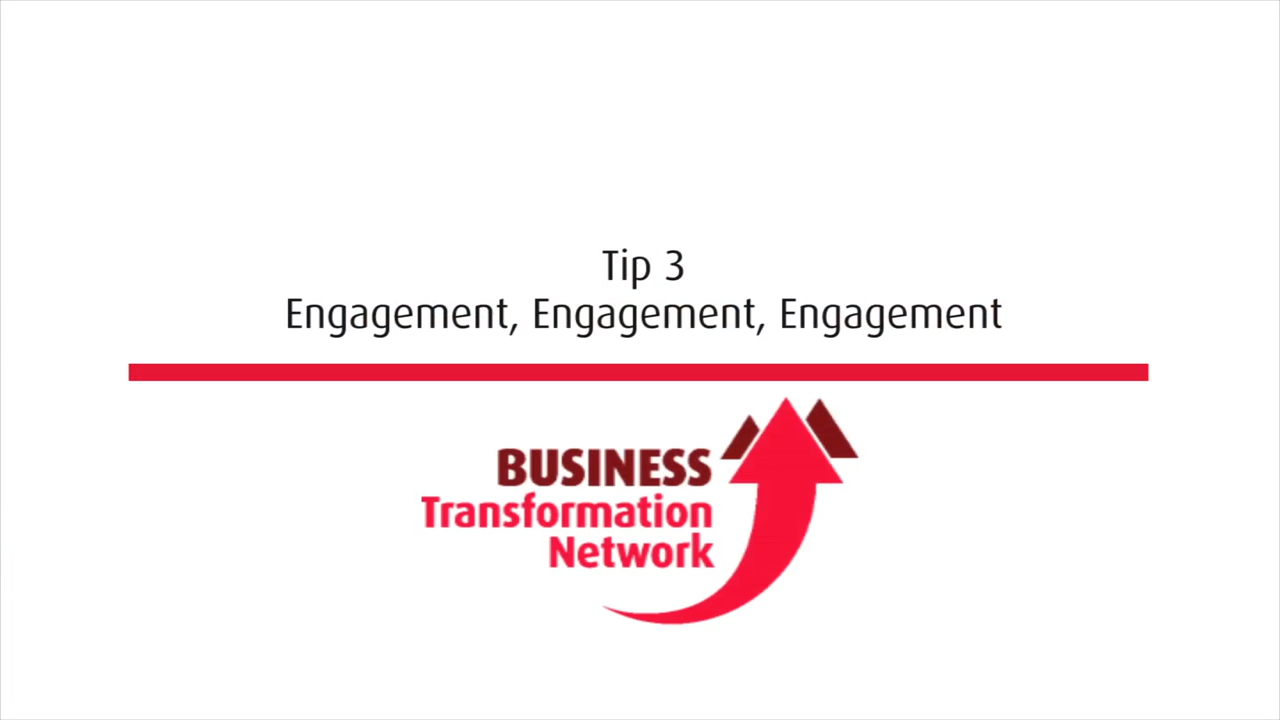 Tip 3
Engagement, Engagement, Engagement
BUSINESS
Transformation
Network